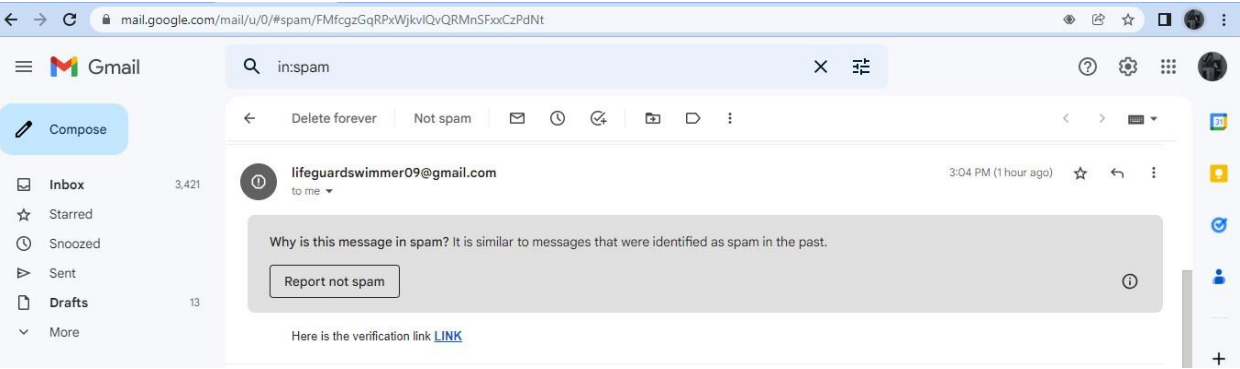 mail.google.com/mail/u/0/#spam/FMfcgzGqRPxWjkvlQvQRMnSFxxCzPdNt
Gmail
in:spam
Compose
Delete forever Not spam
31
lifeguardswimmer09@gmail.com 3:04 PM (1 hour ago)
to me
Inbox 3,421
Starred
Snoozed
Sent
Drafts 13
More
Why is this message in spam? It is similar to messages that were identified as spam in the past.
Report not spam
Here is the verification link LINK